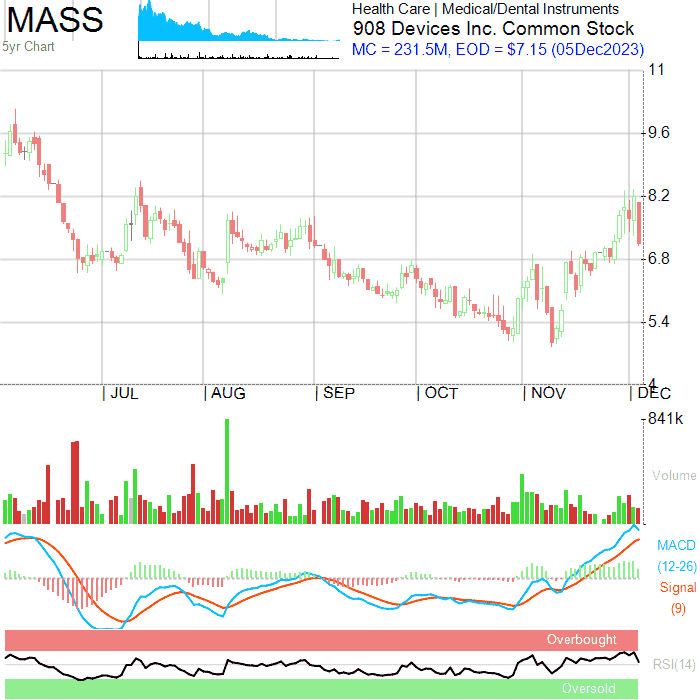 MASS
5yr Chart
Health Care | Medical/Dental Instruments
908 Devices Inc. Common Stock
MC = 231.5M, EOD = $7.15 (05Dec2023)
11
9.6
8.2
6.8
5.4
4
| JUL | AUG | SEP | OCT | NOV | DEC
841k
Volume
MACD
(12-26)
Signal
(9)
Overbought
RSI(14)
Oversold